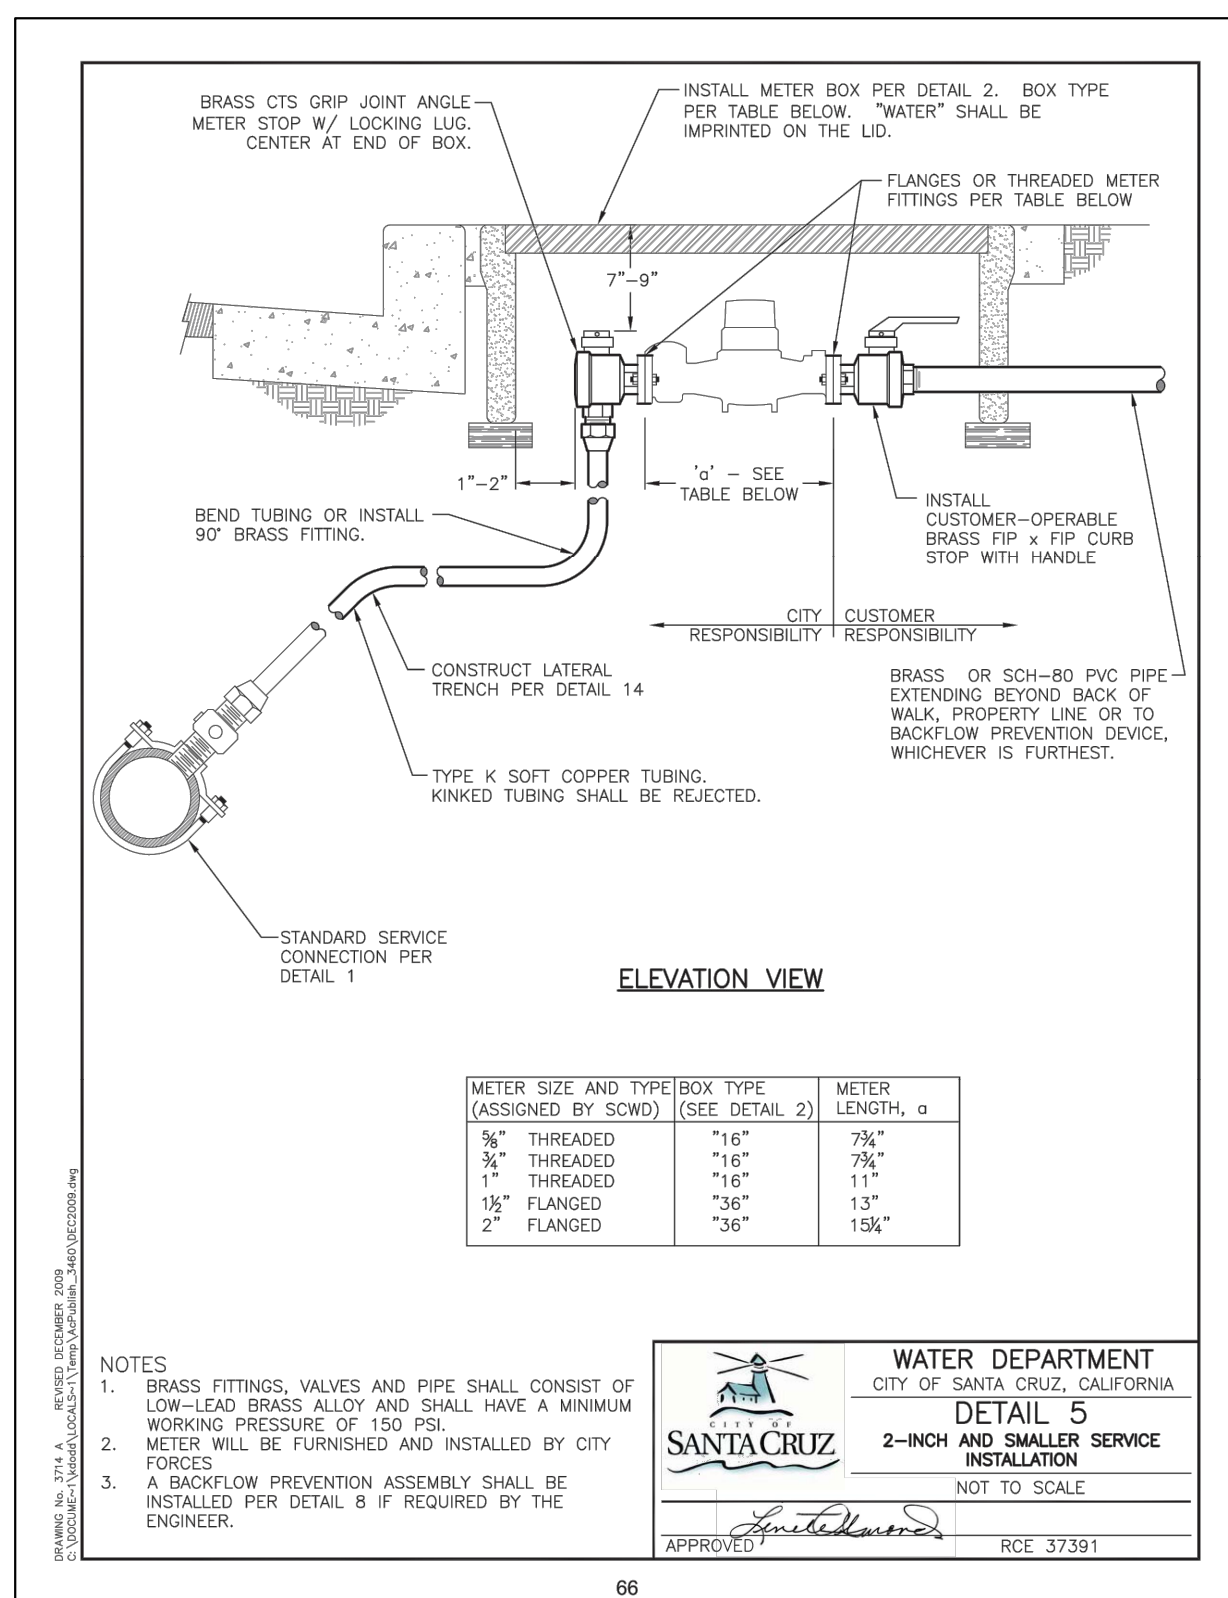 BRASS CTS GRIP JOINT ANGLE
METER STOP W/ LOCKING LUG.
CENTER AT END OF BOX.
INSTALL METER BOX PER DETAIL 2. BOX TYPE
PER TABLE BELOW. "WATER" SHALL BE
IMPRINTED ON THE LID.
FLANGES OR THREADED METER
FITTINGS PER TABLE BELOW
7"-9"
1"-2"
'a' - SEE
TABLE BELOW
BEND TUBING OR INSTALL
90° BRASS FITTING.
INSTALL
CUSTOMER-OPERABLE
BRASS FIP x FIP CURB
STOP WITH HANDLE
CITY
RESPONSIBILITY
CUSTOMER
RESPONSIBILITY
CONSTRUCT LATERAL
TRENCH PER DETAIL 14
BRASS OR SCH-80 PVC PIPE
EXTENDING BEYOND BACK OF
WALK, PROPERTY LINE OR TO
BACKFLOW PREVENTION DEVICE,
WHICHEVER IS FURTHEST.
TYPE K SOFT COPPER TUBING.
KINKED TUBING SHALL BE REJECTED.
STANDARD SERVICE
CONNECTION PER
DETAIL 1
ELEVATION VIEW
METER SIZE AND TYPE BOX TYPE METER
(ASSIGNED BY SCWD) (SEE DETAIL 2) LENGTH, a
5/8" THREADED "16" 7 3/4"
3/4" THREADED "16" 7 3/4"
1" THREADED "16" 11"
1 1/2" FLANGED "36" 13"
2" FLANGED "36" 15 1/4"
DRAWING No. 3714 A REVISED DECEMBER 2009
C:\DOCUME~1\kdodd\LOCALS~1\Temp\AcPublish_3460\DEC2009.dwg
NOTES
1. BRASS FITTINGS, VALVES AND PIPE SHALL CONSIST OF
LOW-LEAD BRASS ALLOY AND SHALL HAVE A MINIMUM
WORKING PRESSURE OF 150 PSI.
2. METER WILL BE FURNISHED AND INSTALLED BY CITY
FORCES
3. A BACKFLOW PREVENTION ASSEMBLY SHALL BE
INSTALLED PER DETAIL 8 IF REQUIRED BY THE
ENGINEER.
CITY OF
SANTA CRUZ
WATER DEPARTMENT
CITY OF SANTA CRUZ, CALIFORNIA
DETAIL 5
2-INCH AND SMALLER SERVICE
INSTALLATION
NOT TO SCALE
APPROVED
RCE 37391
66